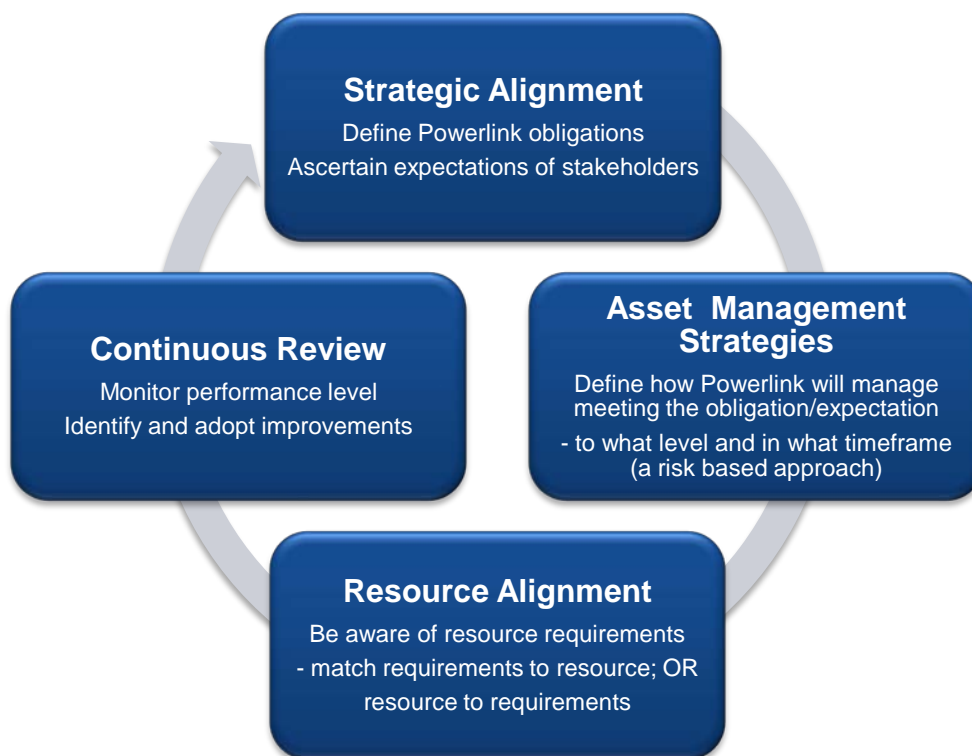 Strategic Alignment
Define Powerlink obligations
Ascertain expectations of stakeholders
Asset Management
Strategies
Define how Powerlink will manage
meeting the obligation/expectation
- to what level and in what timeframe
(a risk based approach)
Resource Alignment
Be aware of resource requirements
- match requirements to resource; OR
resource to requirements
Continuous Review
Monitor performance level
Identify and adopt improvements